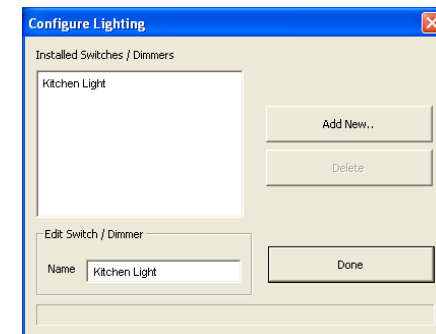 Configure Lighting
Installed Switches / Dimmers
Kitchen Light
Add New..
Delete
Edit Switch / Dimmer
Name Kitchen Light
Done